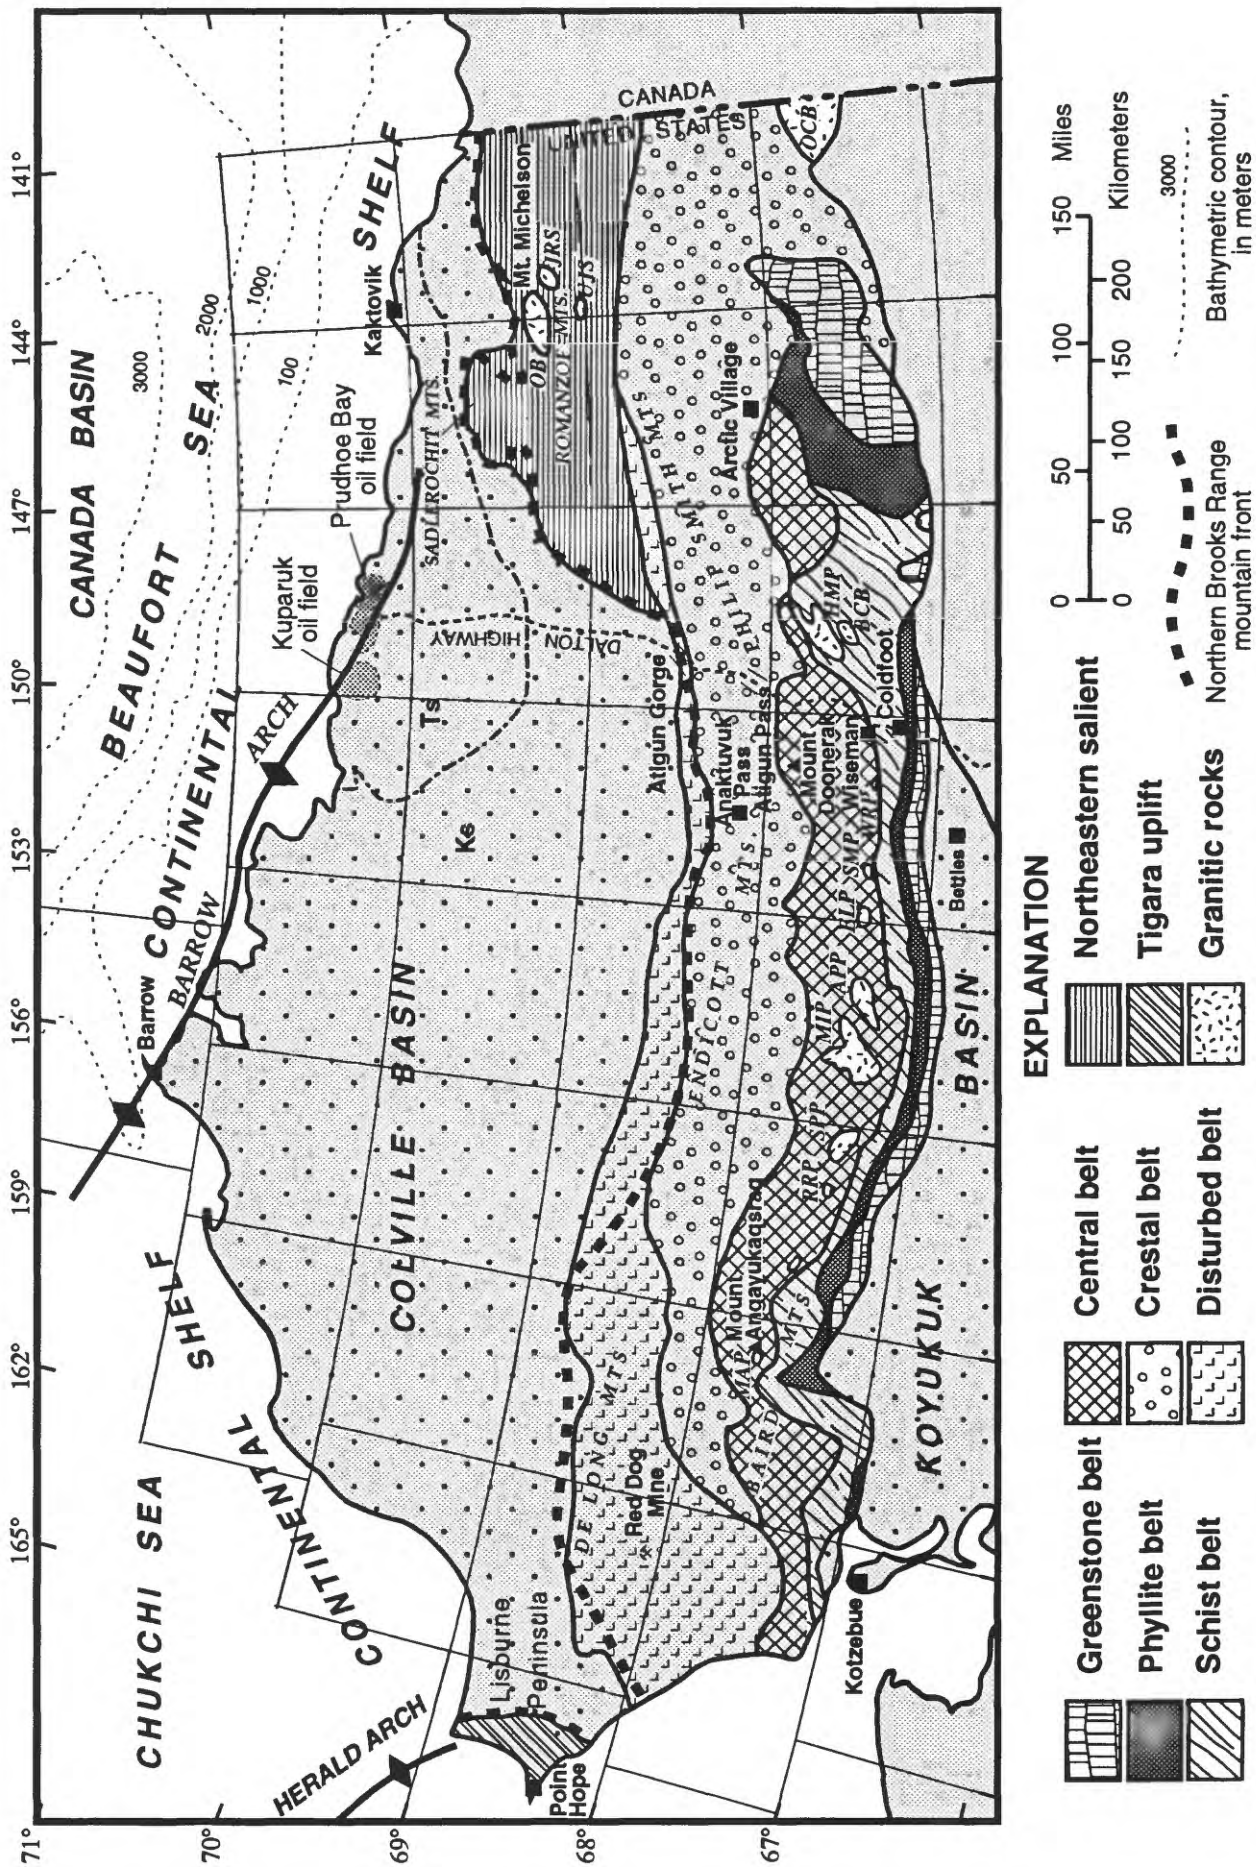 141°
144°
147°
150°
153°
156°
159°
162°
165°
71°
70°
69°
68°
67°
CANADA BASIN
BEAUFORT SEA
CONTINENTAL SHELF
3000
2000
1000
100
CHUKCHI SEA
CONTINENTAL SHELF
HERALD ARCH
BARROW ARCH
Barrow
Kuparuk
oil field
Prudhoe Bay
oil field
Kaktovik
SADLEROCHIT MTS.
Mt. Michelson
OB
JRS
UJS
ROMANZOF MTS.
CANADA
UNITED STATES
OCB
COLVILLE BASIN
Ks
Ts
DALTON HIGHWAY
Lisburne
Peninsula
Point
Hope
DE LONG MTS
Red Dog
Mine
Atigun Gorge
Anaktuvuk
Pass
Atigun Pass
ENDICOTT MTS.
PHILIP SMITH MTS
Arctic Village
Mount
Doonerak
Wiseman
Coldfoot
HMP
BCB
WRP
SMP
ILP
APP
MIP
SPP
RRP
MAP
Mount
Angayukaqsraq
BAIRD MTS
Kotzebue
Bettles
KOYUKUK BASIN
EXPLANATION
Greenstone belt
Phyllite belt
Schist belt
Central belt
Crestal belt
Disturbed belt
Northeastern salient
Tigara uplift
Granitic rocks
0 50 100 150 Miles
0 50 100 150 200 Kilometers
Northern Brooks Range
mountain front
3000
Bathymetric contour,
in meters